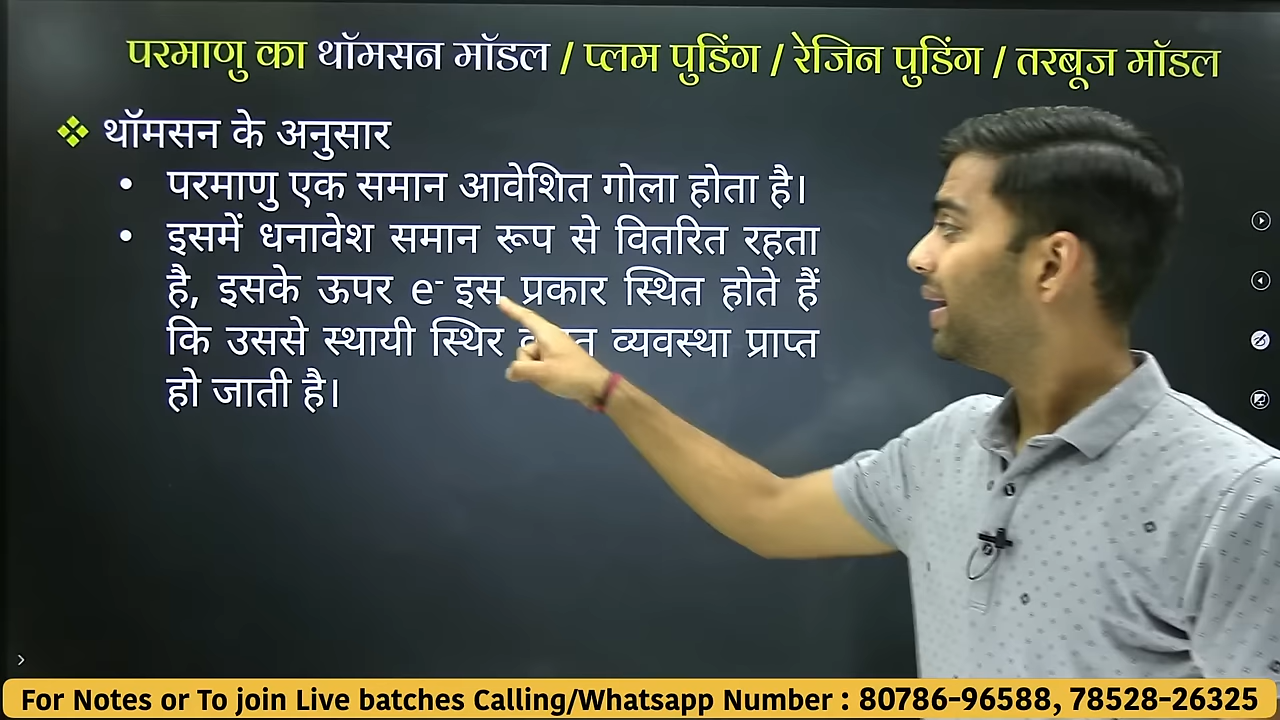 परमाणु का थॉमसन मॉडल / प्लम पुडिंग / रेजिन पुडिंग / तरबूज मॉडल
थॉमसन के अनुसार
• परमाणु एक समान आवेशित गोला होता है।
• इसमें धनावेश समान रूप से वितरित रहता
है, इसके ऊपर e⁻ इस प्रकार स्थित होते हैं
कि उससे स्थायी स्थिर व्यवस्था प्राप्त
हो जाती है।
For Notes or To join Live batches Calling/Whatsapp Number : 80786-96588, 78528-26325